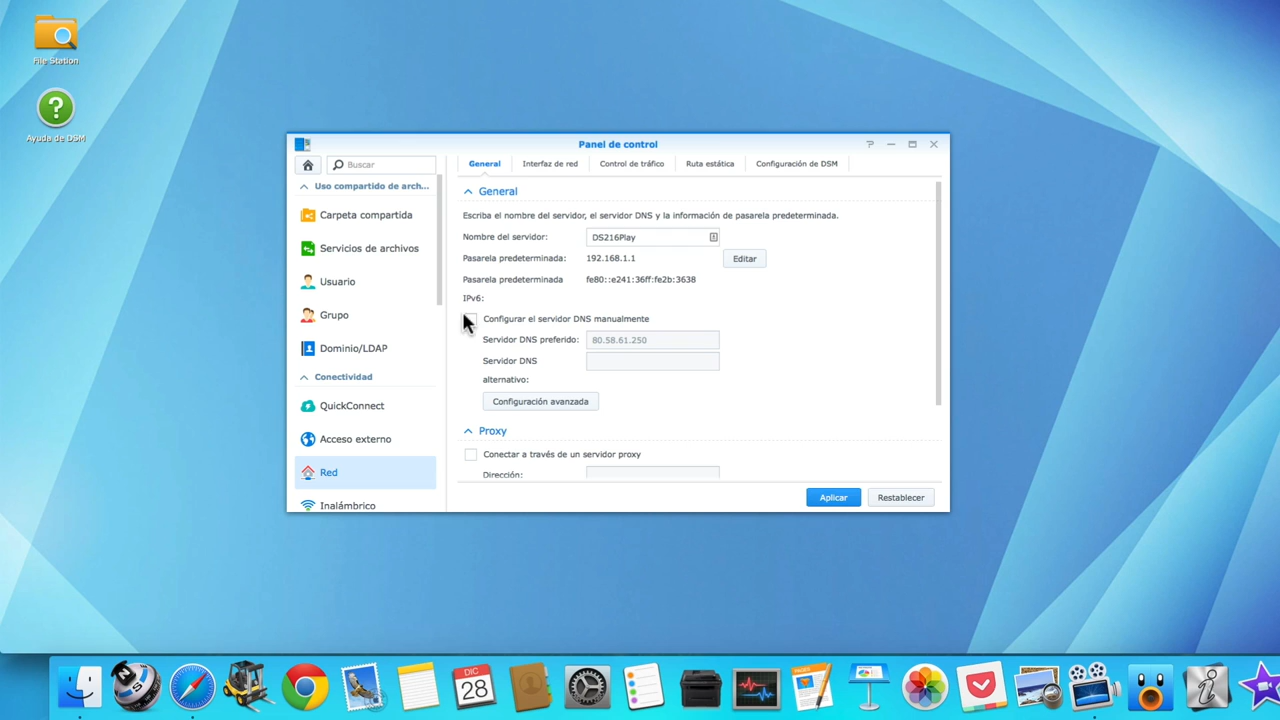 File Station
Ayuda de DSM
Panel de control
Buscar
Uso compartido de arch...
Carpeta compartida
Servicios de archivos
Usuario
Grupo
Dominio/LDAP
Conectividad
QuickConnect
Acceso externo
Red
Inalámbrico
General Interfaz de red Control de tráfico Ruta estática Configuración de DSM
General
Escriba el nombre del servidor, el servidor DNS y la información de pasarela predeterminada.
Nombre del servidor: DS216Play
Pasarela predeterminada: 192.168.1.1 Editar
Pasarela predeterminada fe80::e241:36ff:fe2b:3638
IPv6:
Configurar el servidor DNS manualmente
Servidor DNS preferido: 80.58.61.250
Servidor DNS
alternativo:
Configuración avanzada
Proxy
Conectar a través de un servidor proxy
Dirección:
Aplicar Restablecer
DIC
28
PAGES